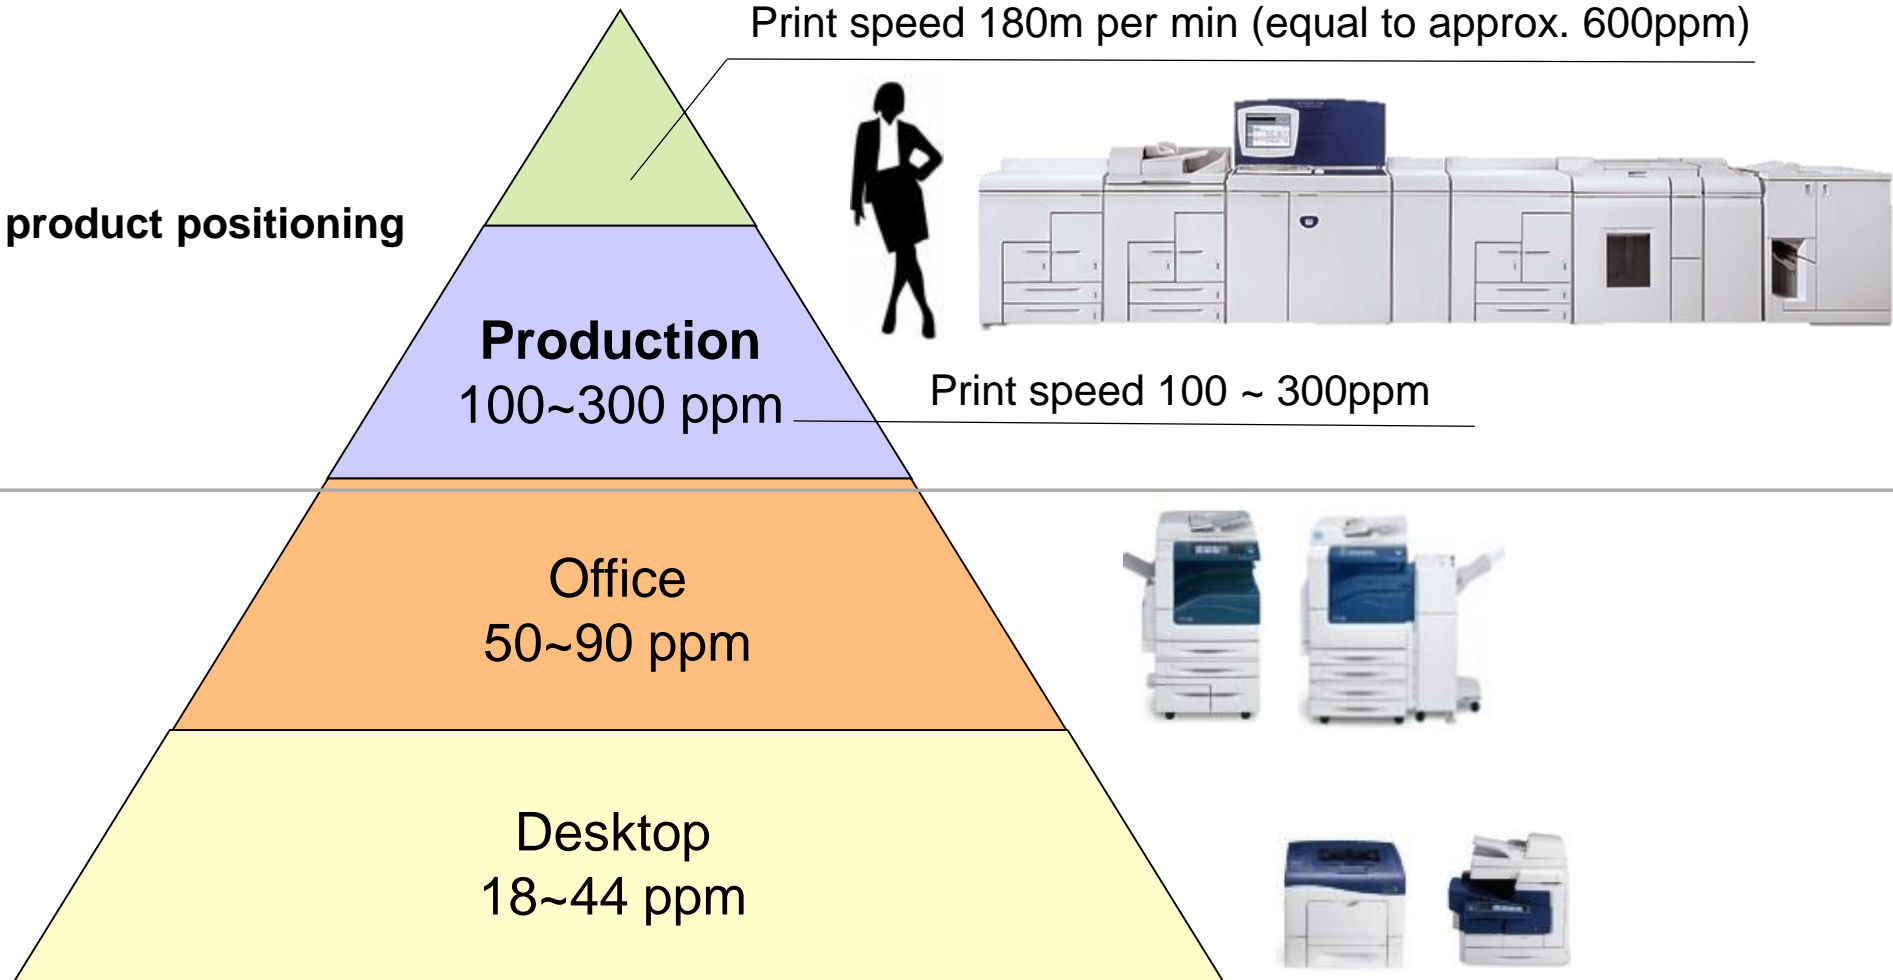 Print speed 180m per min (equal to approx. 600ppm)
product positioning
Production
100~300 ppm
Print speed 100 ~ 300ppm
Office
50~90 ppm
Desktop
18~44 ppm